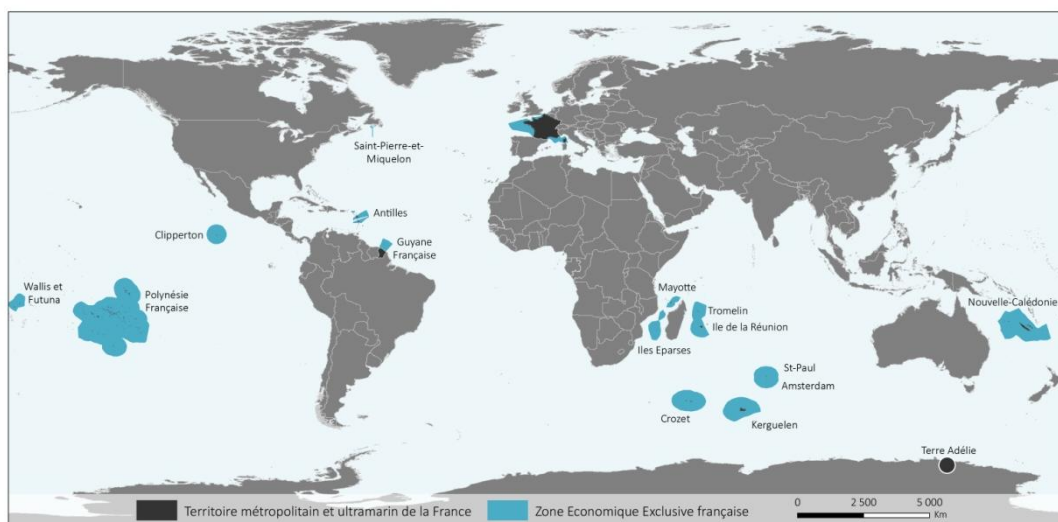 Saint-Pierre-et-
Miquelon
Antilles
Clipperton
Guyane
Française
Wallis et
Futuna
Polynésie
Française
Mayotte
Tromelin
Ile de la Réunion
Iles Eparses
Nouvelle-Calédonie
St-Paul
Amsterdam
Crozet
Kerguelen
Terre Adélie
Territoire métropolitain et ultramarin de la France
Zone Economique Exclusive française
0 2 500 5 000
Km